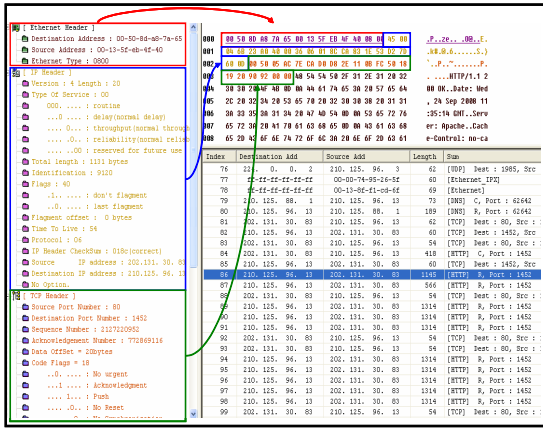 [ Ethernet Header ]
Destination Address : 00-50-8d-a8-7a-65
Source Address : 00-13-5f-eb-4f-40
Ethernet Type : 0800
[ IP Header ]
Version : 4 Length : 20
Type Of Service : 00
000. .... : routine
...0 .... : delay(normal delay)
.... 0... : throughput(normal through
.... .0.. : reliability(normal relia
.... ..00 : reserved for future use
Total length : 1131 bytes
Identification : 9120
Flags : 40
.1.. .... : don't flagment
..0. .... : last flagment
Flagment offset : 0 bytes
Time To Live : 54
Protocol : 06
IP Header CheckSum : 018c(correct)
Source IP address : 202.131. 30. 83
Destination IP address : 210.125. 96. 13
No Option.
[ TCP Header ]
Source Port Number : 80
Destination Port Number : 1452
Sequence Number : 2127220952
Acknowledgement Number : 772869116
Data OffSet = 20bytes
Code Flags = 18
..0. .... : No urgent
...1 .... : Acknowledgment
.... 1... : Push
.... .0.. : No Reset
000 00 50 8D A8 7A 65 00 13 5F EB 4F 40 08 00 45 00 .P..ze.. .O@..E.
001 04 6B 23 A0 40 00 36 06 01 8C CA 83 1E 53 D2 7D .k#.@.6. .....S.}
002 60 0D 00 50 05 AC 7E CA D0 D8 2E 11 0B FC 50 18
003 19 20 90 92 00 00 48 54 54 50 2F 31 2E 31 20 32 . ....HTTP/1.1 2
004 30 30 20 4F 4B 0D 0A 44 61 74 65 3A 20 57 65 64 00 OK..Date: Wed
005 2C 20 32 34 20 53 65 70 20 32 30 30 38 20 31 31 , 24 Sep 2008 11
006 3A 33 35 3A 31 34 20 47 4D 54 0D 0A 53 65 72 76 :35:14 GMT..Serv
007 65 72 3A 20 41 70 61 63 68 65 0D 0A 43 61 63 68 er: Apache..Cach
008 65 2D 43 6F 6E 74 72 6F 6C 3A 20 6E 6F 2D 63 61 e-Control: no-ca
Index Destination Add Source Add Length Sum
76 224. 0. 0. 2 210. 125. 96. 3 62 [UDP] Dest : 1985, Src
77 ff-ff-ff-ff-ff-ff 00-00-74-95-26-5f 60 [Ethernet_IPX]
78 ff-ff-ff-ff-ff-ff 00-13-8f-f1-cd-6f 69 [Ethernet]
79 210. 125. 88. 1 210. 125. 96. 13 73 [DNS] C, Port : 62642
80 210. 125. 96. 13 210. 125. 88. 1 189 [DNS] R, Port : 62642
81 202. 131. 30. 83 210. 125. 96. 13 62 [TCP] Dest : 80, Src :
82 210. 125. 96. 13 202. 131. 30. 83 60 [TCP] Dest : 1452, Src
83 202. 131. 30. 83 210. 125. 96. 13 54 [TCP] Dest : 80, Src :
84 202. 131. 30. 83 210. 125. 96. 13 418 [HTTP] C, Port : 1452
85 210. 125. 96. 13 202. 131. 30. 83 60 [TCP] Dest : 1452, Src
86 210. 125. 96. 13 202. 131. 30. 83 1145 [HTTP] R, Port : 1452
87 210. 125. 96. 13 202. 131. 30. 83 566 [HTTP] R, Port : 1452
88 202. 131. 30. 83 210. 125. 96. 13 54 [TCP] Dest : 80, Src :
89 210. 125. 96. 13 202. 131. 30. 83 1314 [HTTP] R, Port : 1452
90 210. 125. 96. 13 202. 131. 30. 83 1314 [HTTP] R, Port : 1452
91 210. 125. 96. 13 202. 131. 30. 83 1314 [HTTP] R, Port : 1452
92 202. 131. 30. 83 210. 125. 96. 13 54 [TCP] Dest : 80, Src :
93 202. 131. 30. 83 210. 125. 96. 13 54 [TCP] Dest : 80, Src :
94 210. 125. 96. 13 202. 131. 30. 83 1314 [HTTP] R, Port : 1452
95 210. 125. 96. 13 202. 131. 30. 83 1314 [HTTP] R, Port : 1452
96 210. 125. 96. 13 202. 131. 30. 83 1314 [HTTP] R, Port : 1452
97 210. 125. 96. 13 202. 131. 30. 83 1314 [HTTP] R, Port : 1452
98 210. 125. 96. 13 202. 131. 30. 83 1314 [HTTP] R, Port : 1452
99 202. 131. 30. 83 210. 125. 96. 13 54 [TCP] Dest : 80, Src :